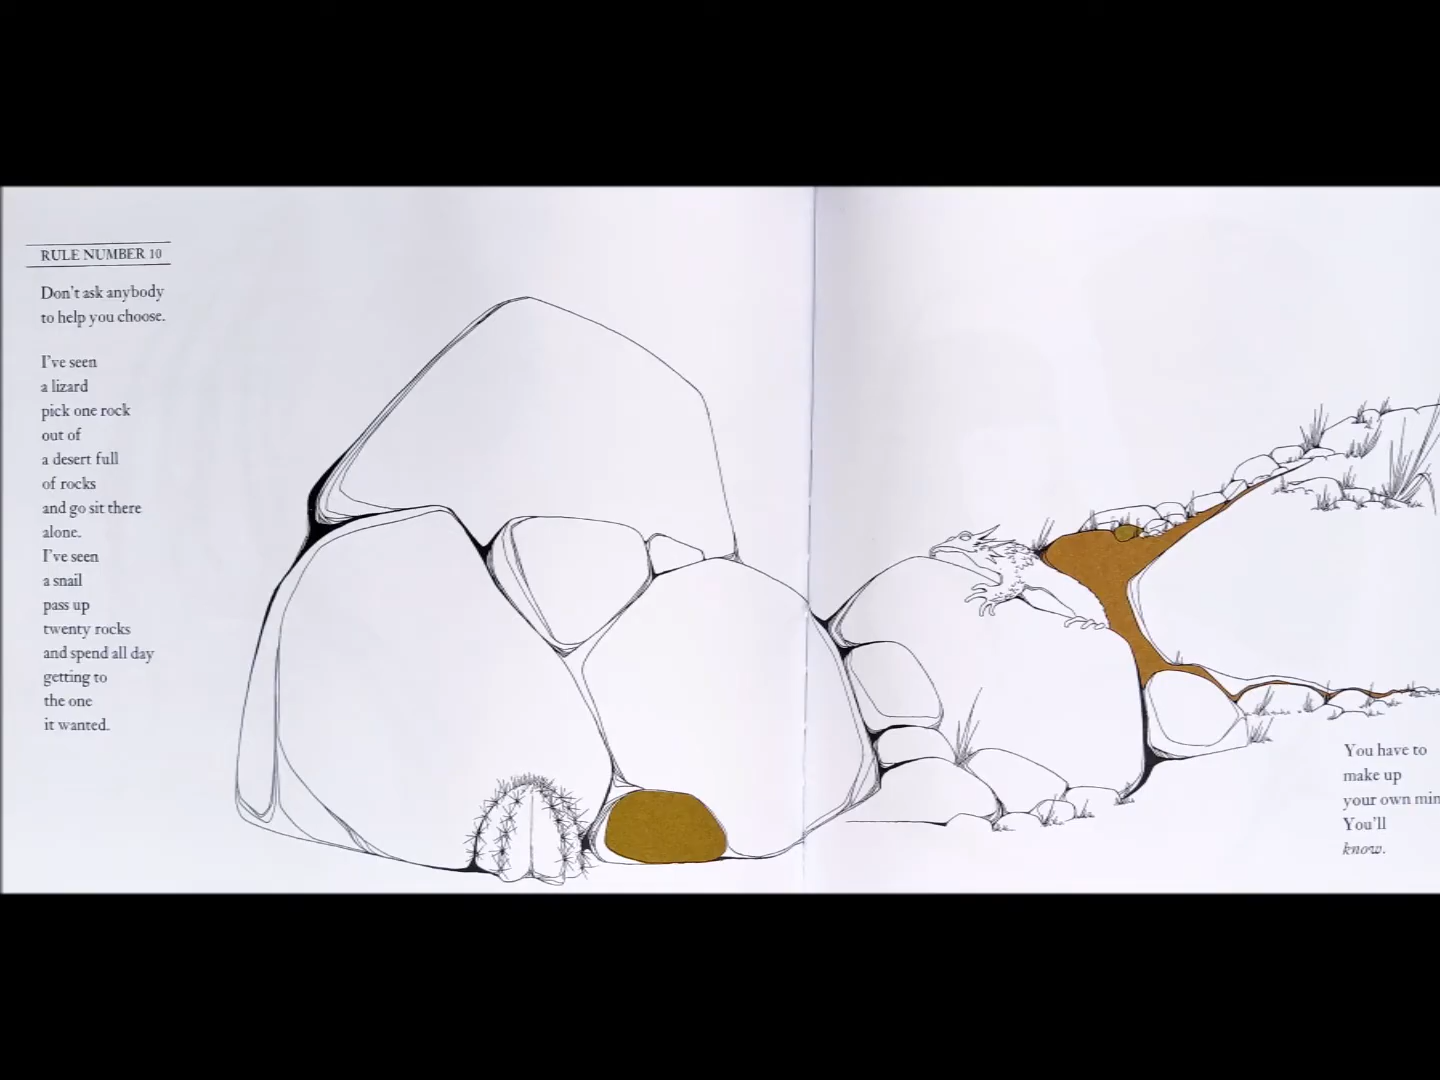 RULE NUMBER 10
Don't ask anybody
to help you choose.
I've seen
a lizard
pick one rock
out of
a desert full
of rocks
and go sit there
alone.
I've seen
a snail
pass up
twenty rocks
and spend all day
getting to
the one
it wanted.
You have to
make up
your own
You'll
know.